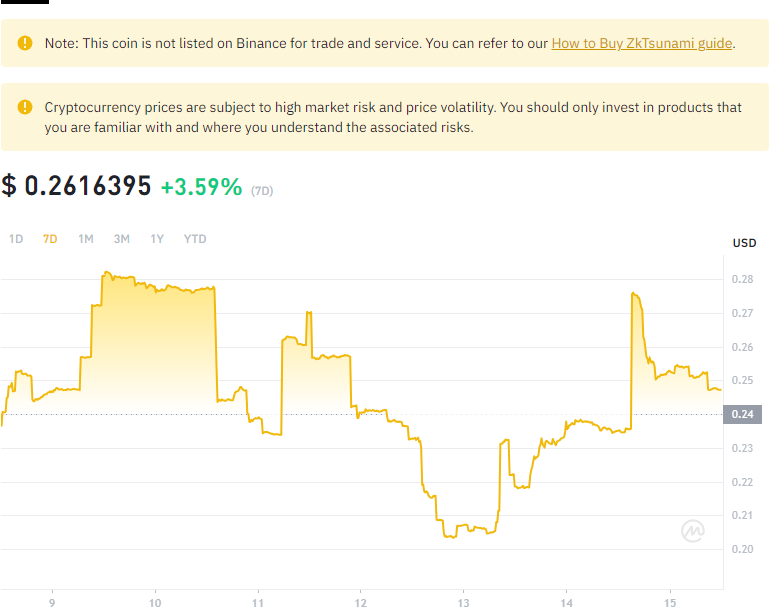 Note: This coin is not listed on Binance for trade and service. You can refer to our How to Buy ZkTsunami guide.
Cryptocurrency prices are subject to high market risk and price volatility. You should only invest in products that
you are familiar with and where you understand the associated risks.
$ 0.2616395 +3.59% (7D)
1D 7D 1M 3M 1Y YTD
USD
0.28
0.27
0.26
0.25
0.24
0.23
0.22
0.21
0.20
9 10 11 12 13 14 15